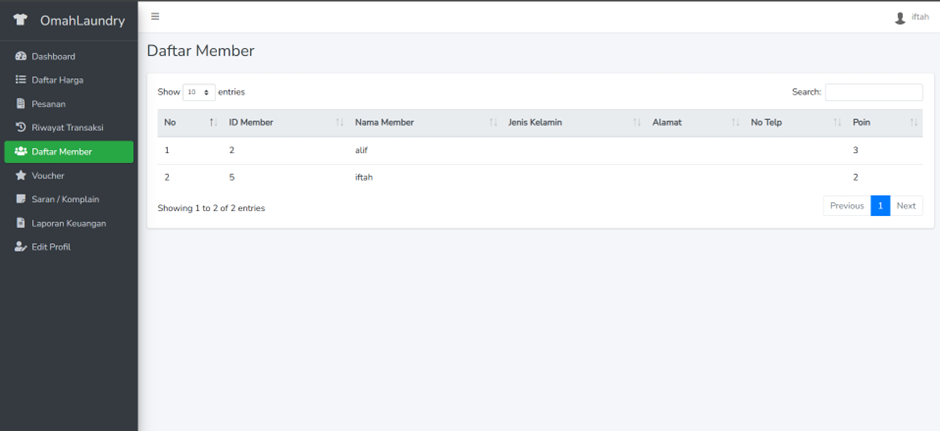 OmahLaundry
iftah
Dashboard
Daftar Harga
Pesanan
Riwayat Transaksi
Daftar Member
Voucher
Saran / Komplain
Laporan Keuangan
Edit Profil
Daftar Member
Show 10 entries Search:
No ID Member Nama Member Jenis Kelamin Alamat No Telp Poin
1 2 alif 3
2 5 iftah 2
Showing 1 to 2 of 2 entries Previous 1 Next